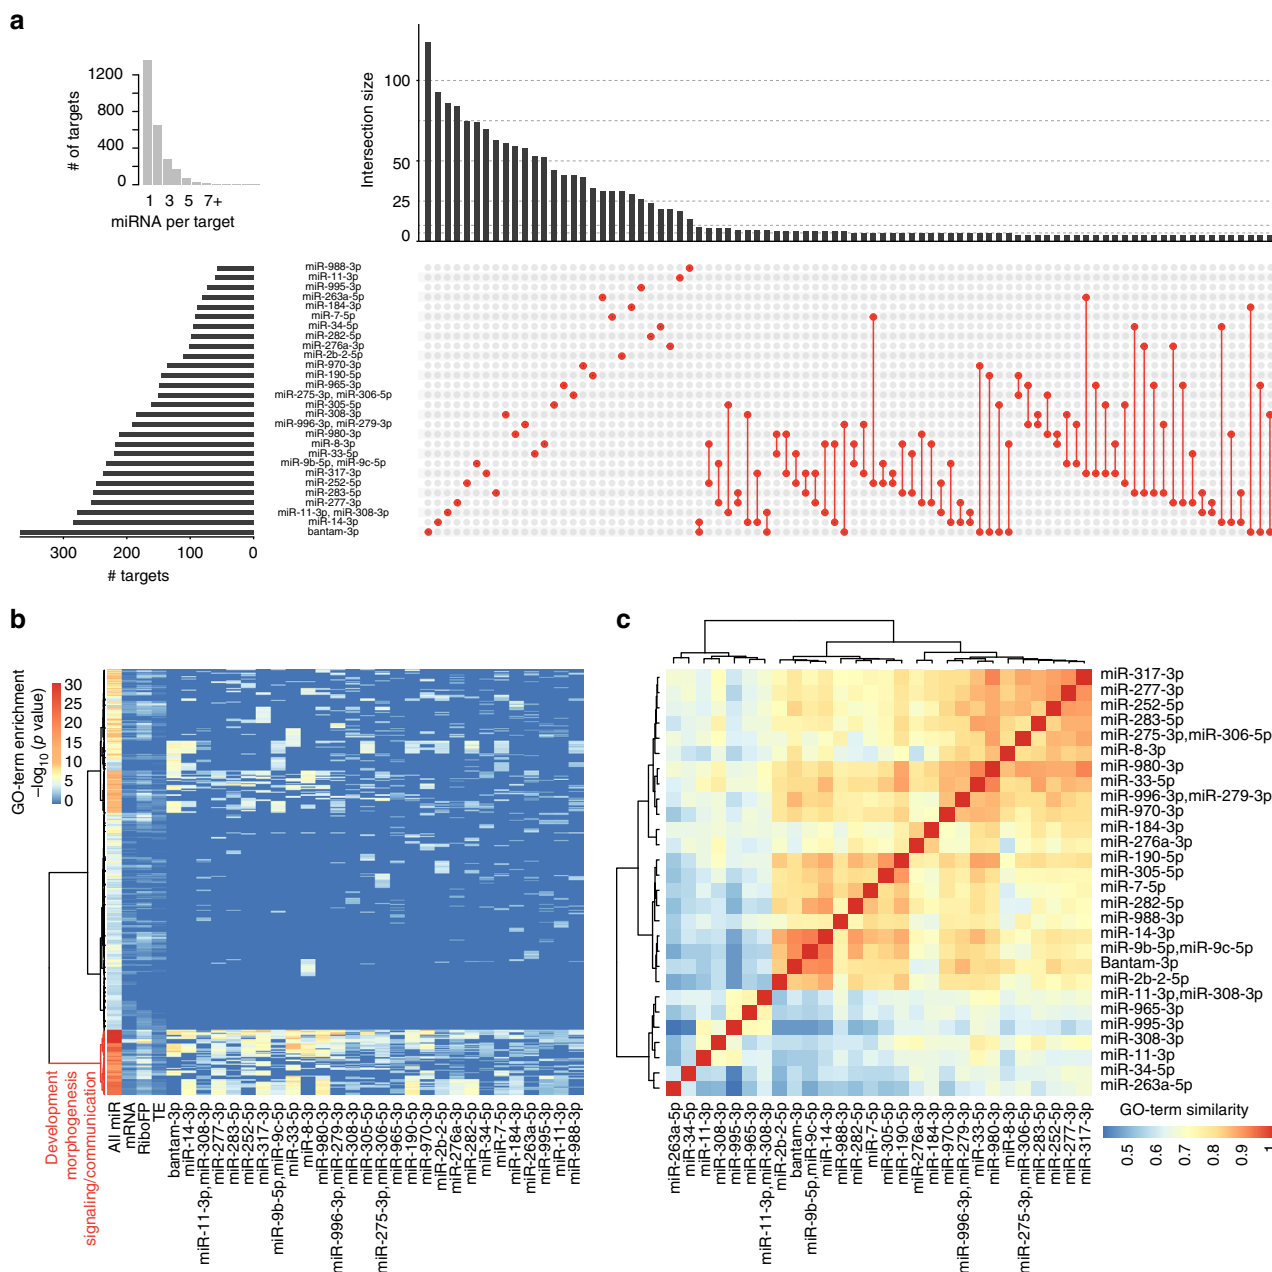 a
1200
800
400
0
# of targets
1 3 5 7+
miRNA per target
Intersection size
100
50
25
0
miR-988-3p
miR-11-3p
miR-995-3p
miR-263a-5p
miR-184-3p
miR-7-5p
miR-34-5p
miR-282-5p
miR-276a-3p
miR-2b-2-5p
miR-970-3p
miR-190-5p
miR-965-3p
miR-275-3p, miR-306-5p
miR-305-5p
miR-308-3p
miR-996-3p, miR-279-3p
miR-980-3p
miR-8-3p
miR-33-5p
miR-9b-5p, miR-9c-5p
miR-317-3p
miR-252-5p
miR-283-5p
miR-277-3p
miR-11-3p, miR-308-3p
miR-14-3p
bantam-3p
300 200 100 0
# targets
b
GO-term enrichment
–log10 (p value)
30
25
20
15
10
5
0
Development
morphogenesis
signaling/communication
All miR
mRNA
RiboFP
TE
bantam-3p
miR-14-3p
miR-11-3p,miR-308-3p
miR-277-3p
miR-283-5p
miR-252-5p
miR-317-3p
miR-9b-5p,miR-9c-5p
miR-33-5p
miR-8-3p
miR-980-3p
miR-996-3p,miR-279-3p
miR-308-3p
miR-305-5p
miR-275-3p,miR-306-5p
miR-965-3p
miR-190-5p
miR-970-3p
miR-2b-2-5p
miR-276a-3p
miR-282-5p
miR-34-5p
miR-7-5p
miR-184-3p
miR-263a-5p
miR-995-3p
miR-11-3p
miR-988-3p
c
miR-317-3p
miR-277-3p
miR-252-5p
miR-283-5p
miR-275-3p,miR-306-5p
miR-8-3p
miR-980-3p
miR-33-5p
miR-996-3p,miR-279-3p
miR-970-3p
miR-184-3p
miR-276a-3p
miR-190-5p
miR-305-5p
miR-7-5p
miR-282-5p
miR-988-3p
miR-14-3p
miR-9b-5p,miR-9c-5p
Bantam-3p
miR-2b-2-5p
miR-11-3p,miR-308-3p
miR-965-3p
miR-995-3p
miR-308-3p
miR-11-3p
miR-34-5p
miR-263a-5p
miR-263a-5p
miR-34-5p
miR-11-3p
miR-308-3p
miR-995-3p
miR-965-3p
miR-11-3p,miR-308-3p
miR-2b-2-5p
bantam-3p
miR-9b-5p,miR-9c-5p
miR-14-3p
miR-988-3p
miR-282-5p
miR-7-5p
miR-305-5p
miR-190-5p
miR-276a-3p
miR-184-3p
miR-970-3p
miR-996-3p,miR-279-3p
miR-33-5p
miR-980-3p
miR-8-3p
miR-275-3p,miR-306-5p
miR-283-5p
miR-252-5p
miR-277-3p
miR-317-3p
GO-term similarity
0.5
0.6
0.7
0.8
0.9
1